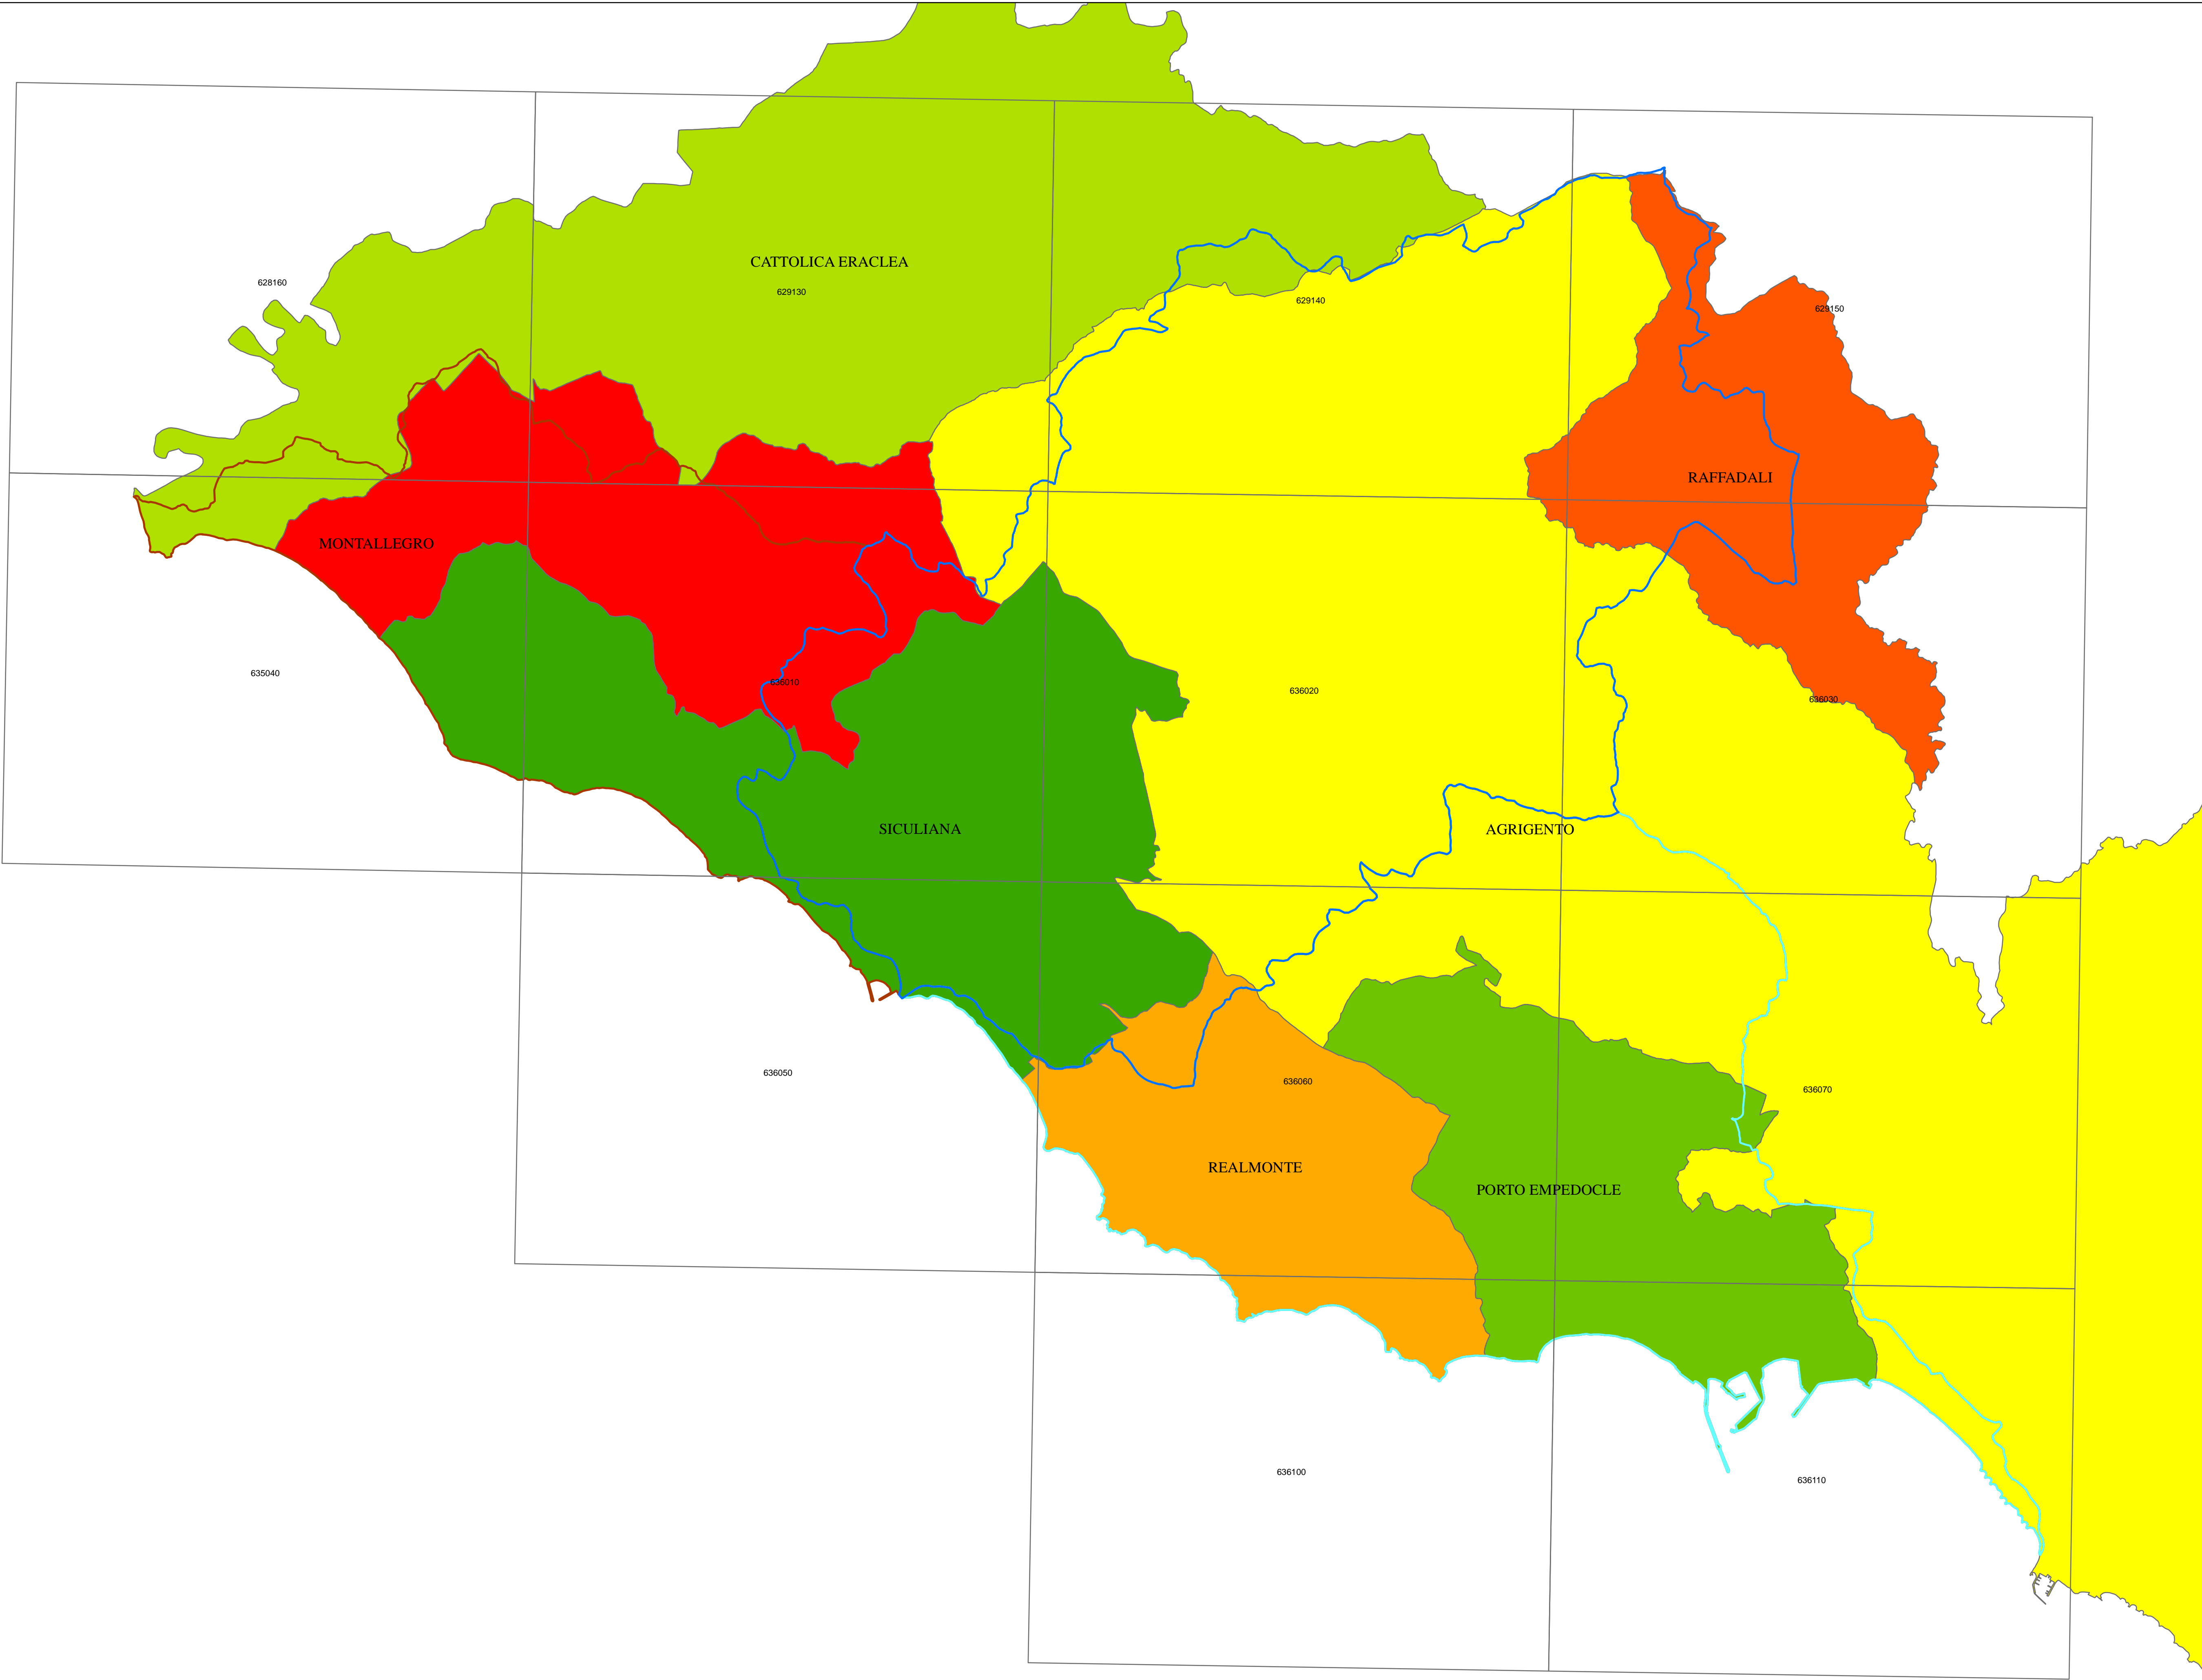 CATTOLICA ERACLEA
628160
629130
629140
629150
RAFFADALI
MONTALLEGRO
635040
636010
636020
636030
SICULIANA
AGRIGENTO
636050
636060
636070
REALMONTE
PORTO EMPEDOCLE
636100
636110